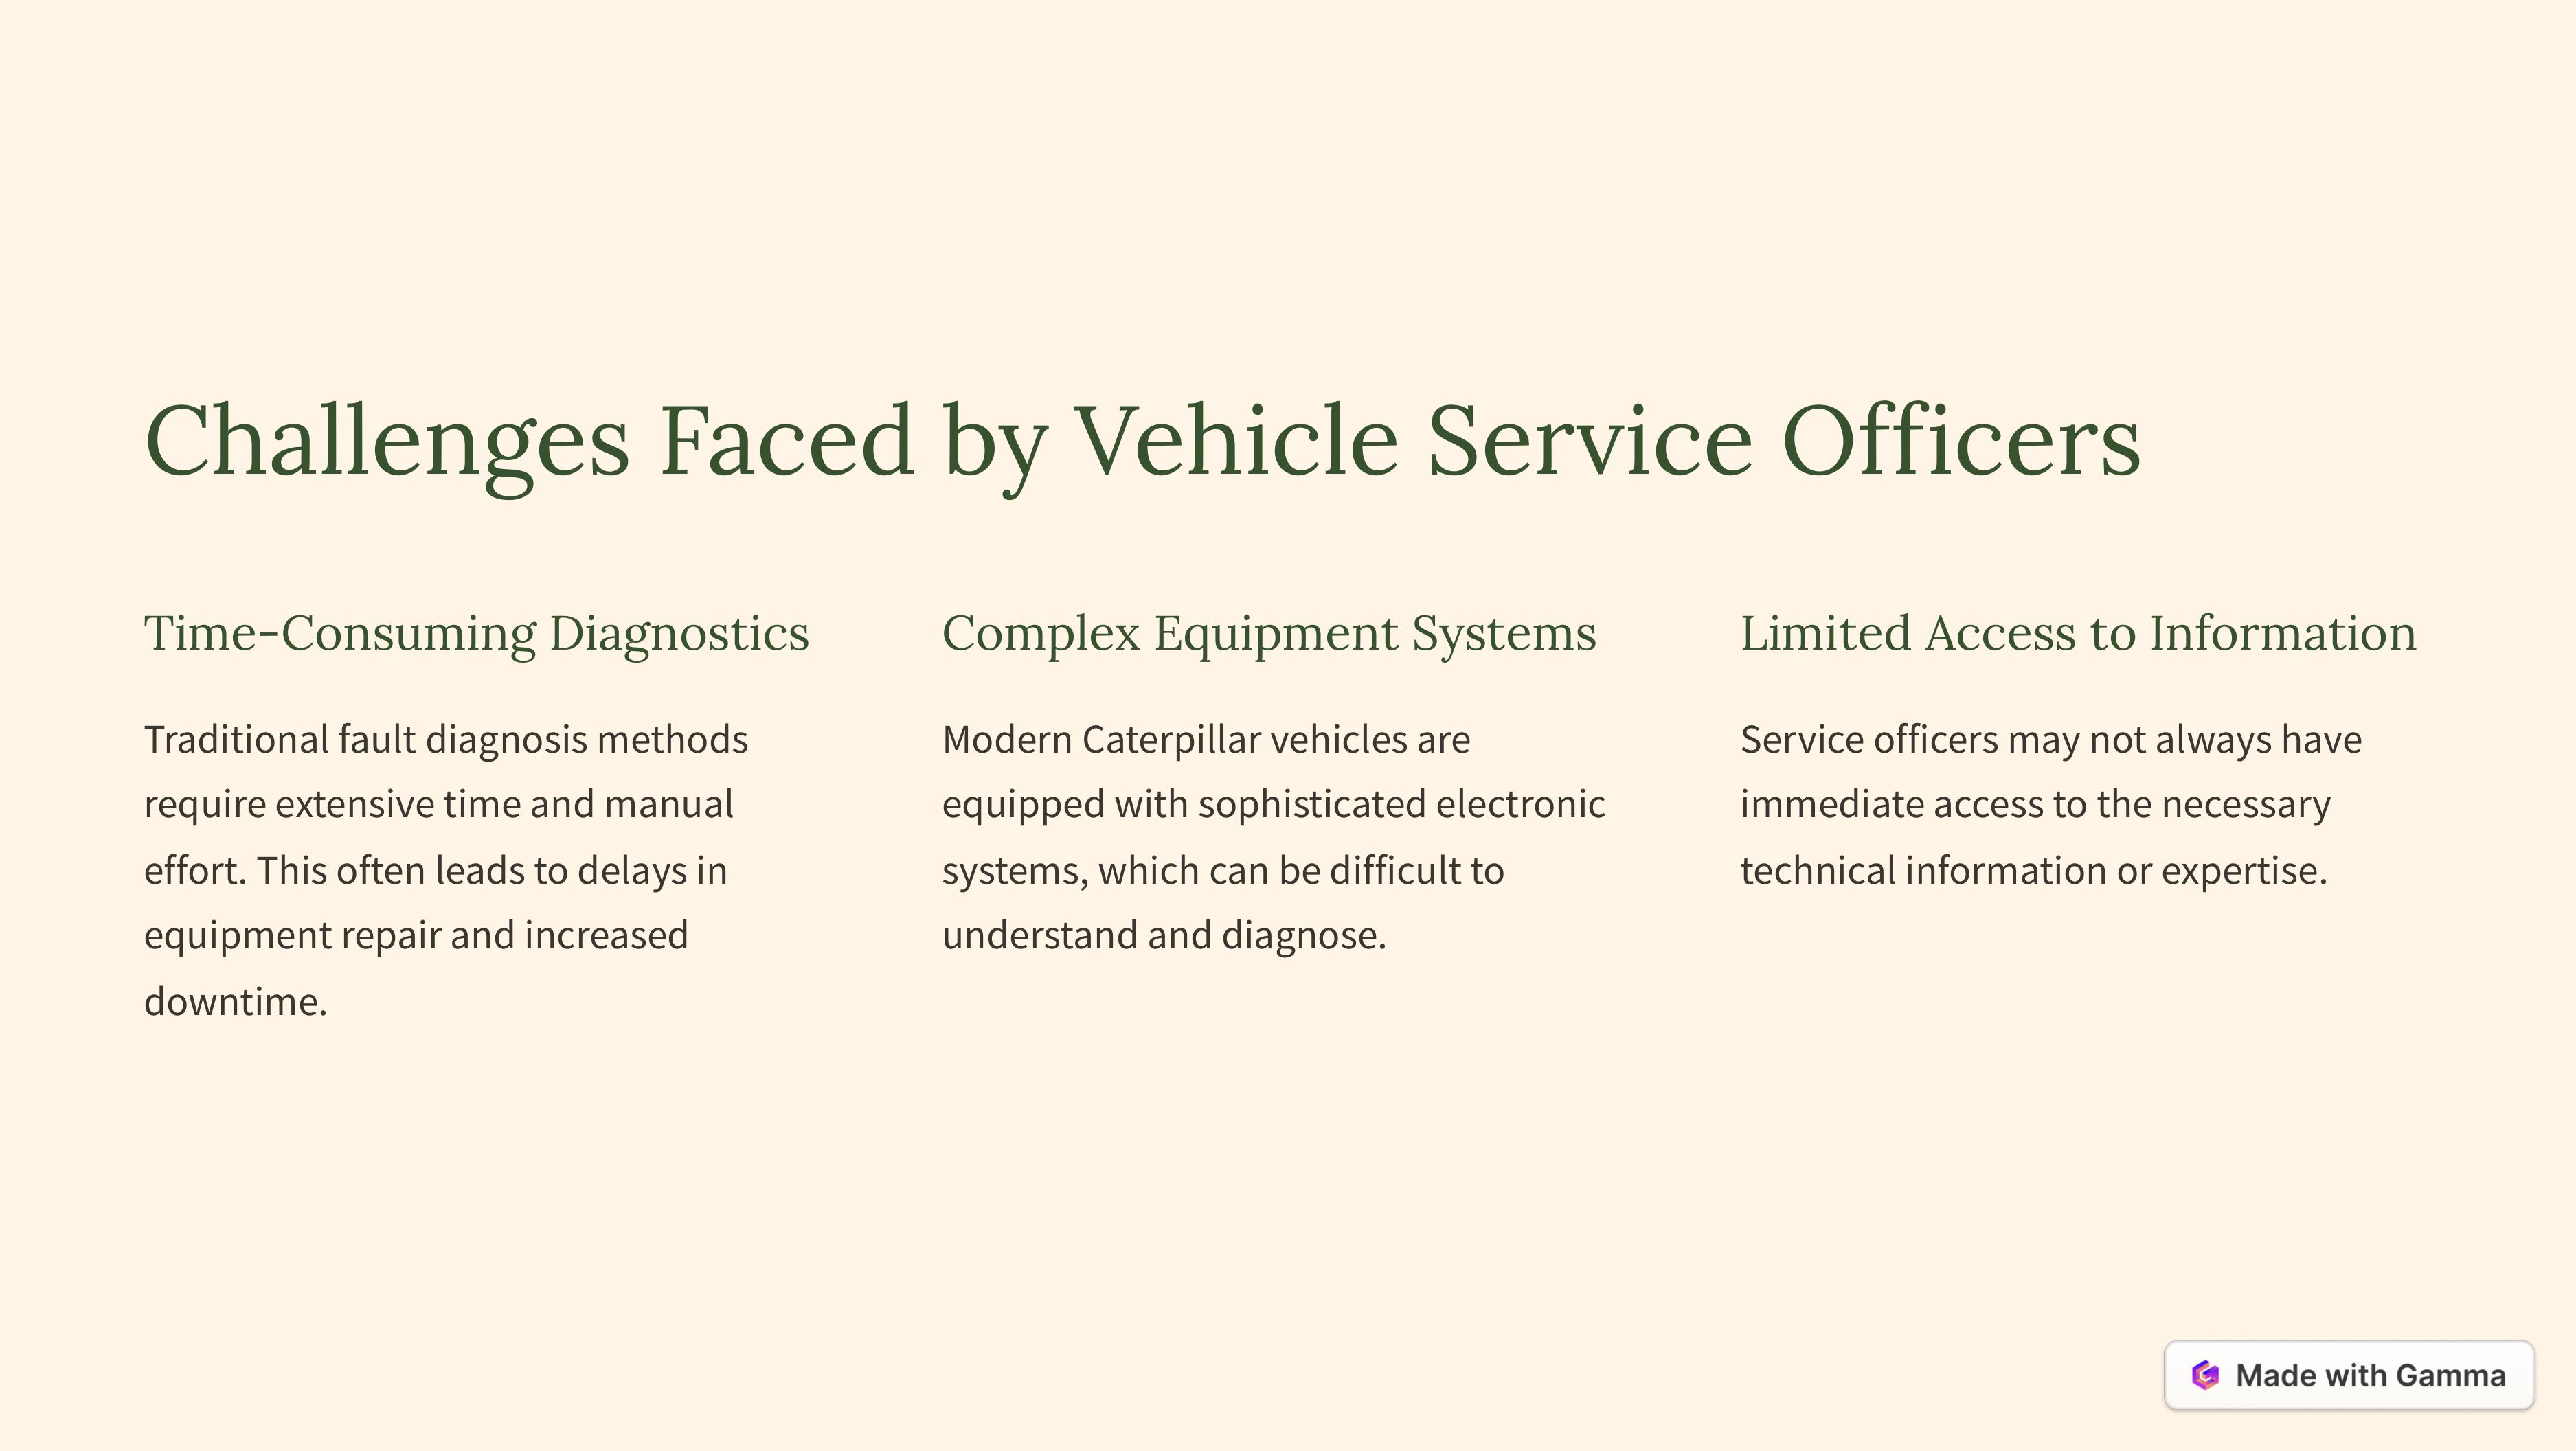 Challenges Faced by Vehicle Service Officers
Time-Consuming Diagnostics
Traditional fault diagnosis methods
require extensive time and manual
effort. This often leads to delays in
equipment repair and increased
downtime.
Complex Equipment Systems
Modern Caterpillar vehicles are
equipped with sophisticated electronic
systems, which can be difficult to
understand and diagnose.
Limited Access to Information
Service officers may not always have
immediate access to the necessary
technical information or expertise.
Made with Gamma